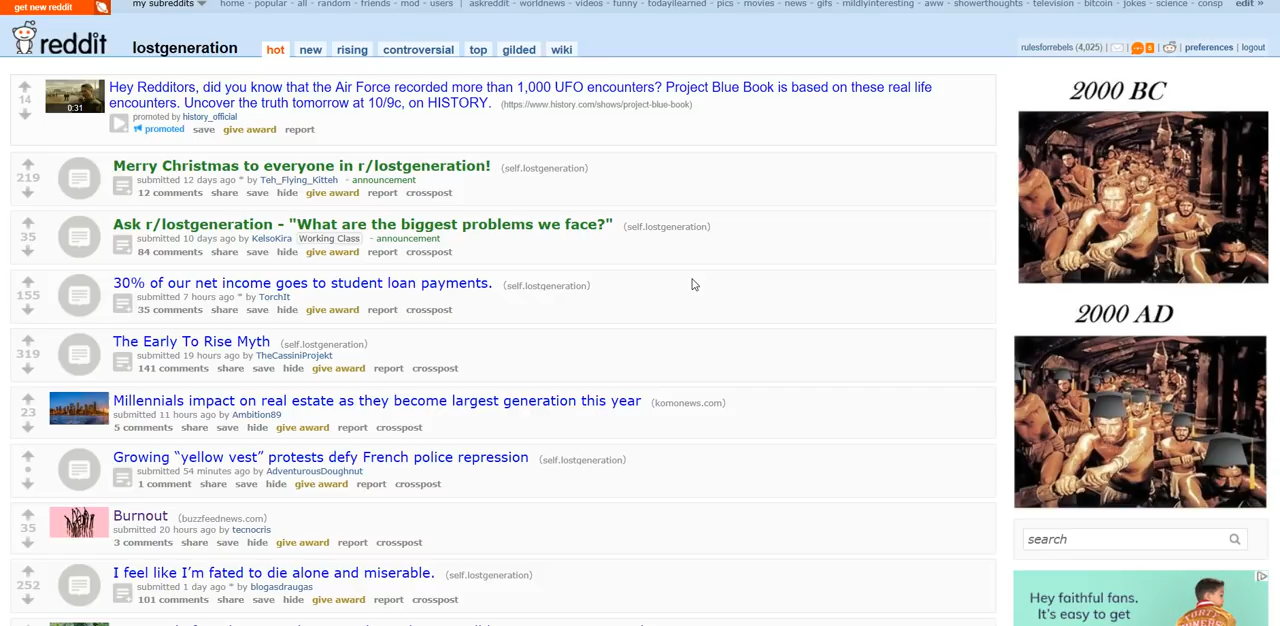 get new reddit
my subreddits home - popular - all - random - friends - mod - users | askreddit - worldnews - videos - funny - todayilearned - pics - movies - news - gifs - mildlyinteresting - aww - showerthoughts - television - bitcoin - jokes - science - consp edit »
reddit lostgeneration hot new rising controversial top gilded wiki
rulesforrebels (4,025) | | 5 | | preferences | logout
14
0:31
Hey Redditors, did you know that the Air Force recorded more than 1,000 UFO encounters? Project Blue Book is based on these real life
encounters. Uncover the truth tomorrow at 10/9c, on HISTORY. (https://www.history.com/shows/project-blue-book)
promoted by history_official
promoted save give award report
219
Merry Christmas to everyone in r/lostgeneration! (self.lostgeneration)
submitted 12 days ago * by Teh_Flying_Kitteh - announcement
12 comments share save hide give award report crosspost
35
Ask r/lostgeneration - "What are the biggest problems we face?" (self.lostgeneration)
submitted 10 days ago by KelsoKira Working Class - announcement
84 comments share save hide give award report crosspost
155
30% of our net income goes to student loan payments. (self.lostgeneration)
submitted 7 hours ago * by TorchIt
35 comments share save hide give award report crosspost
319
The Early To Rise Myth (self.lostgeneration)
submitted 19 hours ago by TheCassiniProjekt
141 comments share save hide give award report crosspost
23
Millennials impact on real estate as they become largest generation this year (komonews.com)
submitted 11 hours ago by Ambition89
5 comments share save hide give award report crosspost
•
Growing “yellow vest” protests defy French police repression (self.lostgeneration)
submitted 54 minutes ago by AdventurousDoughnut
1 comment share save hide give award report crosspost
35
Burnout (buzzfeednews.com)
submitted 20 hours ago by tecnocris
3 comments share save hide give award report crosspost
252
I feel like I’m fated to die alone and miserable. (self.lostgeneration)
submitted 1 day ago * by blogasdraugas
101 comments share save hide give award report crosspost
2000 BC
2000 AD
search
Hey faithful fans.
It’s easy to get